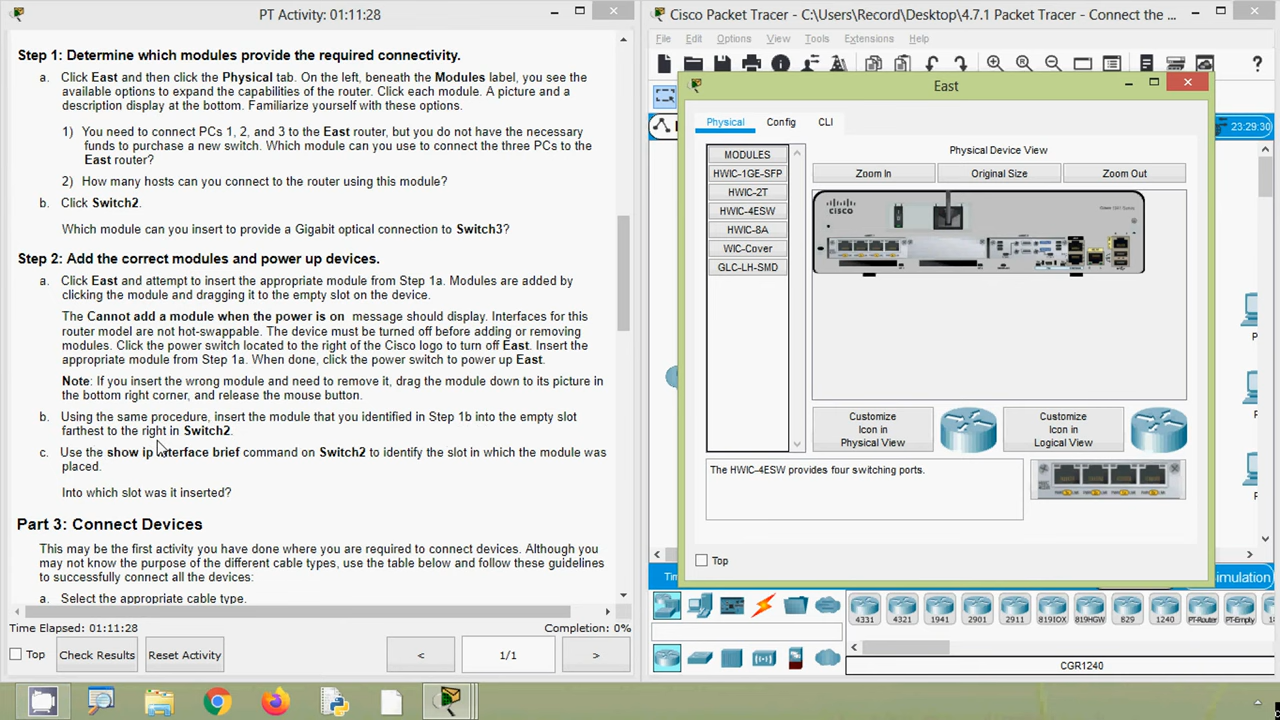 PT Activity: 01:11:28
Step 1: Determine which modules provide the required connectivity.
a. Click East and then click the Physical tab. On the left, beneath the Modules label, you see the
available options to expand the capabilities of the router. Click each module. A picture and a
description display at the bottom. Familiarize yourself with these options.
1) You need to connect PCs 1, 2, and 3 to the East router, but you do not have the necessary
funds to purchase a new switch. Which module can you use to connect the three PCs to the
East router?
2) How many hosts can you connect to the router using this module?
b. Click Switch2.
Which module can you insert to provide a Gigabit optical connection to Switch3?
Step 2: Add the correct modules and power up devices.
a. Click East and attempt to insert the appropriate module from Step 1a. Modules are added by
clicking the module and dragging it to the empty slot on the device.
The Cannot add a module when the power is on message should display. Interfaces for this
router model are not hot-swappable. The device must be turned off before adding or removing
modules. Click the power switch located to the right of the Cisco logo to turn off East. Insert the
appropriate module from Step 1a. When done, click the power switch to power up East.
Note: If you insert the wrong module and need to remove it, drag the module down to its picture in
the bottom right corner, and release the mouse button.
b. Using the same procedure, insert the module that you identified in Step 1b into the empty slot
farthest to the right in Switch2.
c. Use the show ip interface brief command on Switch2 to identify the slot in which the module was
placed.
Into which slot was it inserted?
Part 3: Connect Devices
This may be the first activity you have done where you are required to connect devices. Although you
may not know the purpose of the different cable types, use the table below and follow these guidelines
to successfully connect all the devices:
a. Select the appropriate cable type.
Time Elapsed: 01:11:28
Completion: 0%
Top
Check Results
Reset Activity
<
1/1
>
Cisco Packet Tracer - C:\Users\Record\Desktop\4.7.1 Packet Tracer - Connect the ...
File Edit Options View Tools Extensions Help
23:29:30
East
Physical Config CLI
MODULES
HWIC-1GE-SFP
HWIC-2T
HWIC-4ESW
HWIC-8A
WIC-Cover
GLC-LH-SMD
Physical Device View
Zoom In
Original Size
Zoom Out
CISCO
Customize
Icon in
Physical View
Customize
Icon in
Logical View
The HWIC-4ESW provides four switching ports.
Top
Simulation
4331 4321 1941 2901 2911 819IOX 819HGW 829 1240 PT-Router PT-Empty
CGR1240